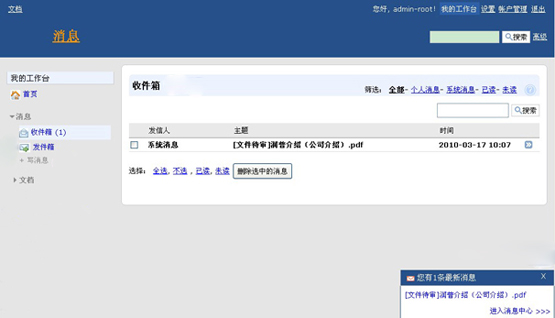 文档 您好, admin-root! 我的工作台 设置 帐户管理 退出
消息 搜索 高级
我的工作台
首页
消息
收件箱 (1)
发件箱
+ 写消息
文档
收件箱 筛选: 全部- 个人消息- 系统消息- 已读- 未读
搜索
发信人 主题 时间
系统消息 [文件待审]润普介绍（公司介绍）.pdf 2010-03-17 10:07
选择: 全选, 不选 , 已读, 未读 删除选中的消息
您有1条最新消息 X
[文件待审]润普介绍（公司介绍）.pdf
进入消息中心 >>>